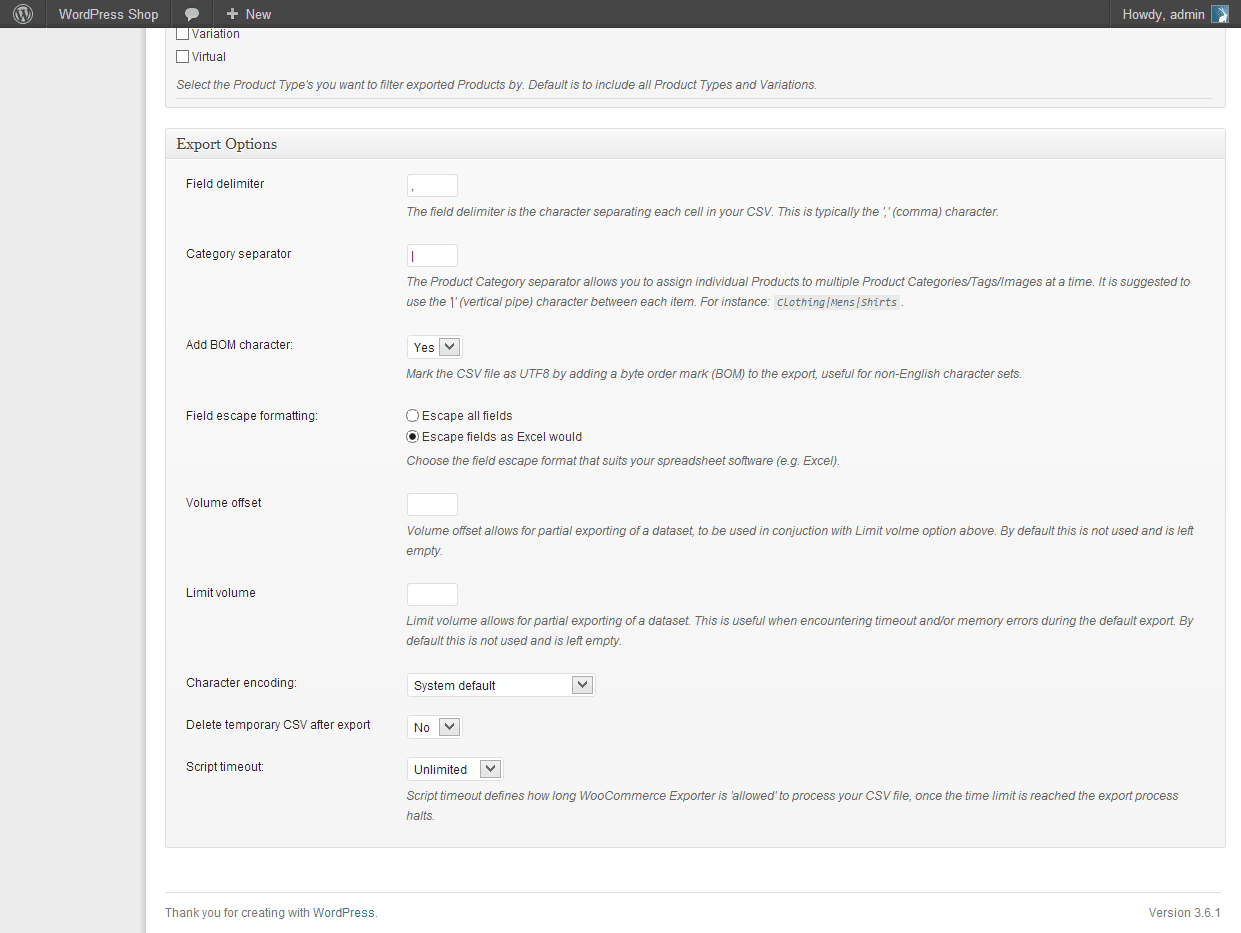 WordPress Shop New Howdy, admin
Variation
Virtual
Select the Product Type's you want to filter exported Products by. Default is to include all Product Types and Variations.
Export Options
Field delimiter ,
The field delimiter is the character separating each cell in your CSV. This is typically the ',' (comma) character.
Category separator |
The Product Category separator allows you to assign individual Products to multiple Product Categories/Tags/Images at a time. It is suggested to
use the '|' (vertical pipe) character between each item. For instance: Clothing|Mens|Shirts .
Add BOM character: Yes
Mark the CSV file as UTF8 by adding a byte order mark (BOM) to the export, useful for non-English character sets.
Field escape formatting: Escape all fields
Escape fields as Excel would
Choose the field escape format that suits your spreadsheet software (e.g. Excel).
Volume offset
Volume offset allows for partial exporting of a dataset, to be used in conjuction with Limit volme option above. By default this is not used and is left
empty.
Limit volume
Limit volume allows for partial exporting of a dataset. This is useful when encountering timeout and/or memory errors during the default export. By
default this is not used and is left empty.
Character encoding: System default
Delete temporary CSV after export No
Script timeout: Unlimited
Script timeout defines how long WooCommerce Exporter is 'allowed' to process your CSV file, once the time limit is reached the export process
halts.
Thank you for creating with WordPress. Version 3.6.1